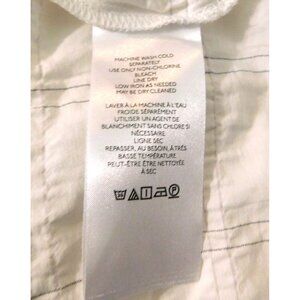 MACHINE WASH COLD
SEPARATELY
USE ONLY NON-CHLORINE
BLEACH
LINE DRY
LOW IRON AS NEEDED
MAY BE DRY CLEANED
LAVER À LA MACHINE À L'EAU
FROIDE SÉPARÉMENT
UTILISER UN AGENT DE
BLANCHIMENT SANS CHLORE SI
NÉCESSAIRE
LIGNE SEC
REPASSER, AU BESOIN, À TRÈS
BASSE TEMPÉRATURE
PEUT-ÊTRE ÊTRE NETTOYÉE
À SEC